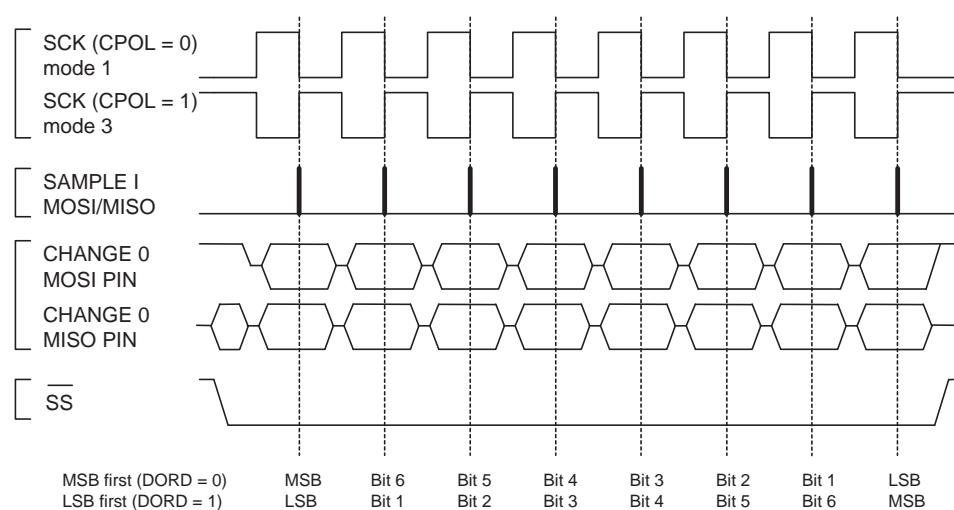 SCK (CPOL = 0)
mode 1
SCK (CPOL = 1)
mode 3
SAMPLE I
MOSI/MISO
CHANGE 0
MOSI PIN
CHANGE 0
MISO PIN
SS
MSB first (DORD = 0) MSB Bit 6 Bit 5 Bit 4 Bit 3 Bit 2 Bit 1 LSB
LSB first (DORD = 1) LSB Bit 1 Bit 2 Bit 3 Bit 4 Bit 5 Bit 6 MSB